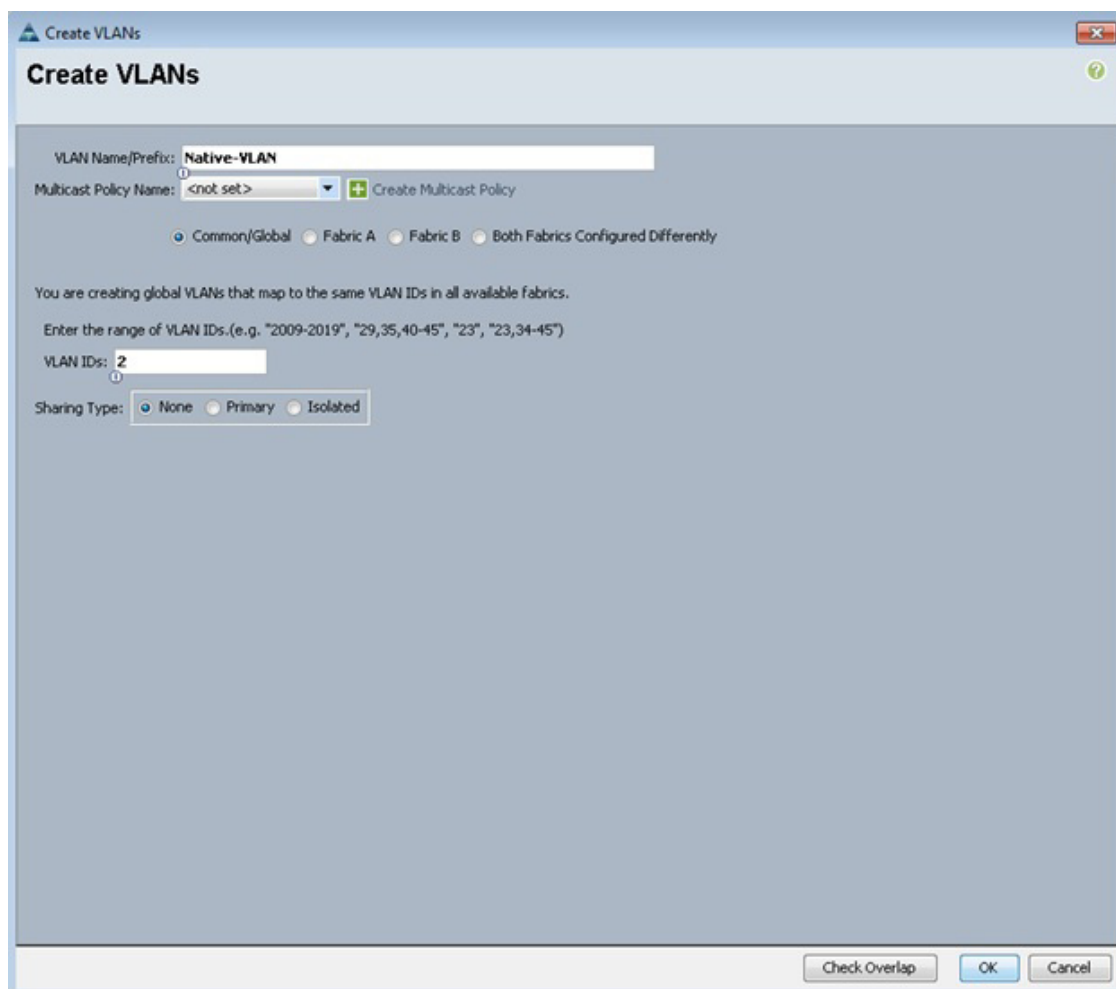 Create VLANs
Create VLANs
VLAN Name/Prefix: Native-VLAN
Multicast Policy Name: <not set> Create Multicast Policy
Common/Global Fabric A Fabric B Both Fabrics Configured Differently
You are creating global VLANs that map to the same VLAN IDs in all available fabrics.
Enter the range of VLAN IDs.(e.g. "2009-2019", "29,35,40-45", "23", "23,34-45")
VLAN IDs: 2
Sharing Type: None Primary Isolated
Check Overlap OK Cancel